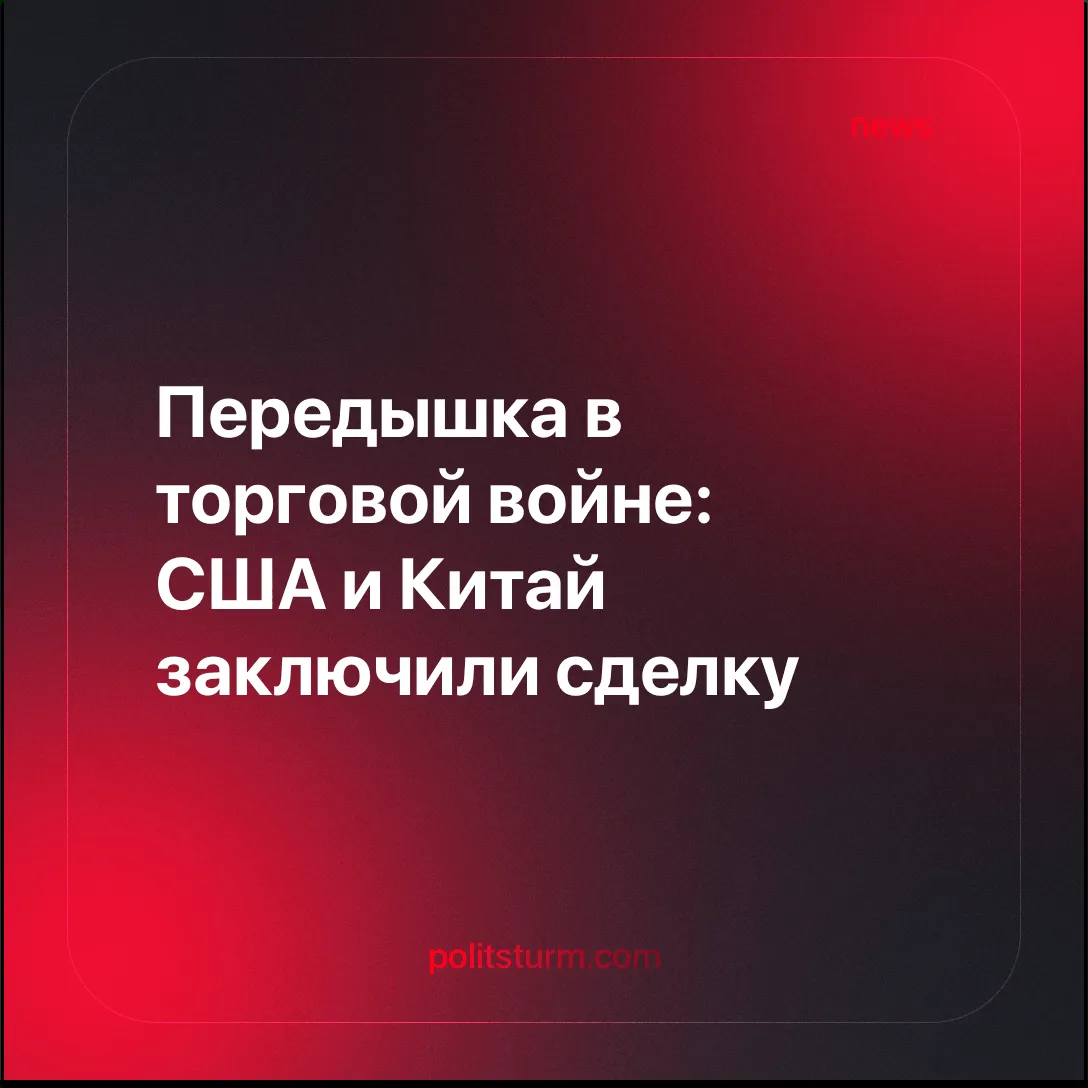 news
Передышка в
торговой войне:
США и Китай
заключили сделку
politsturm.com